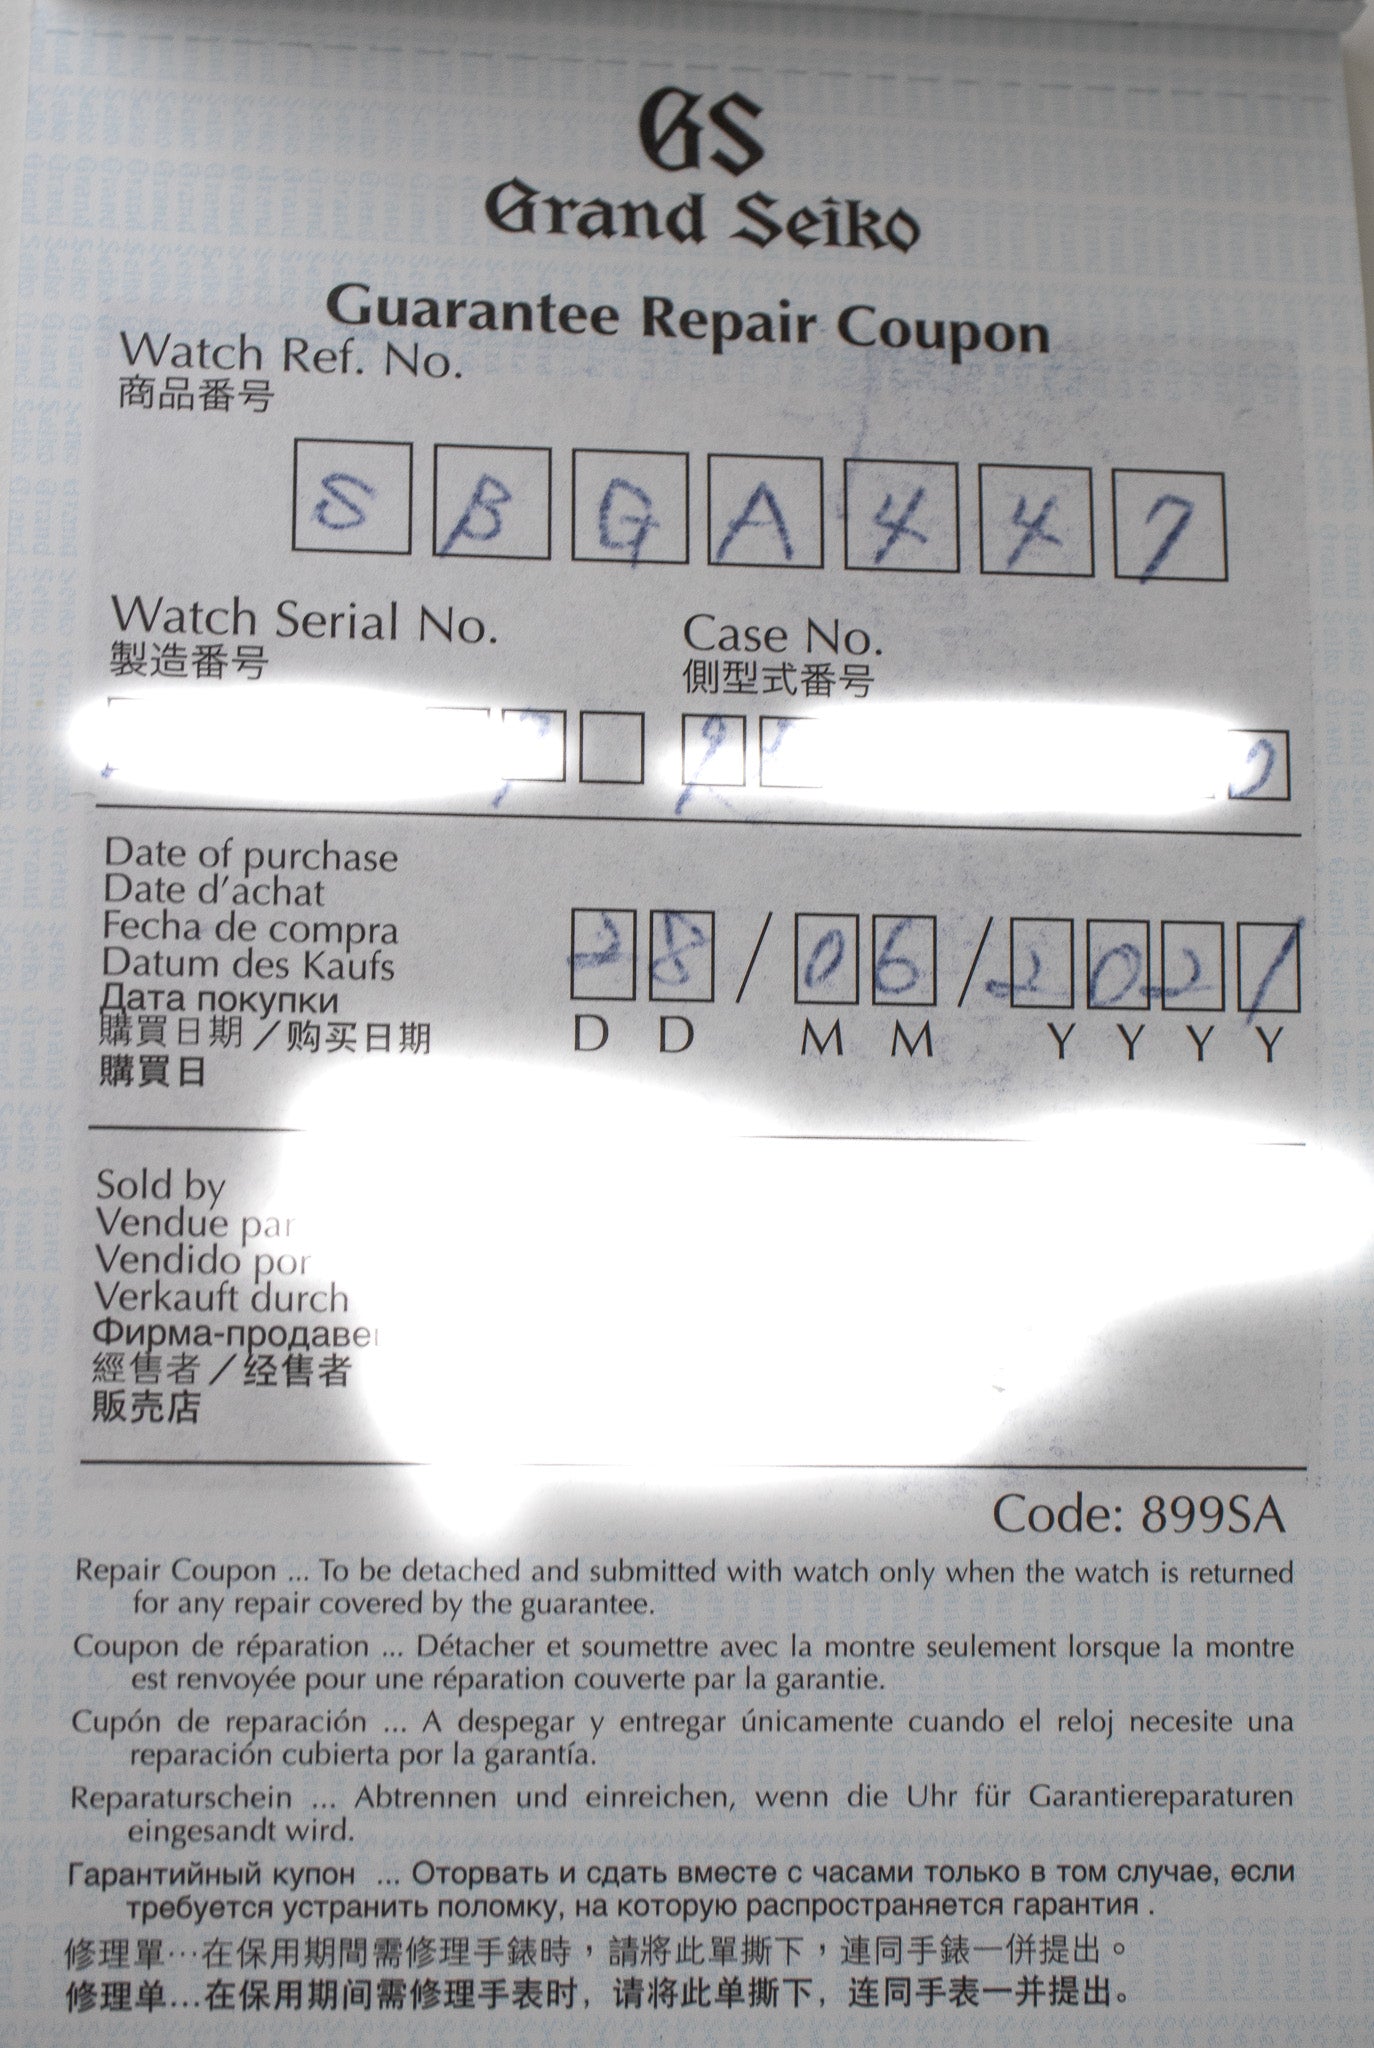 GS
Grand Seiko
Guarantee Repair Coupon
Watch Ref. No.
商品番号
S B G A 4 4 7
Watch Serial No.
製造番号
Case No.
側型式番号
Date of purchase
Date d'achat
Fecha de compra
Datum des Kaufs
Дата покупки
購買日期／购买日期
購買日
28/06/2021
D D M M Y Y Y Y
Sold by
Vendue par
Vendido por
Verkauft durch
經售者／经售者
販売店
Code: 899SA
Repair Coupon ... To be detached and submitted with watch only when the watch is returned
for any repair covered by the guarantee.
Coupon de réparation ... Détacher et soumettre avec la montre seulement lorsque la montre
est renvoyée pour une réparation couverte par la garantie.
Cupón de reparación ... A despegar y entregar únicamente cuando el reloj necesite una
reparación cubierta por la garantía.
Reparaturschein ... Abtrennen und einreichen, wenn die Uhr für Garantiereparaturen
eingesandt wird.
Гарантийный купон ... Оторвать и сдать вместе с часами только в том случае, если
требуется устранить поломку, на которую распространяется гарантия .
修理單…在保用期間需修理手錶時，請將此單撕下，連同手錶一併提出。
修理单...在保用期间需修理手表时，请将此单撕下，连同手表一并提出。